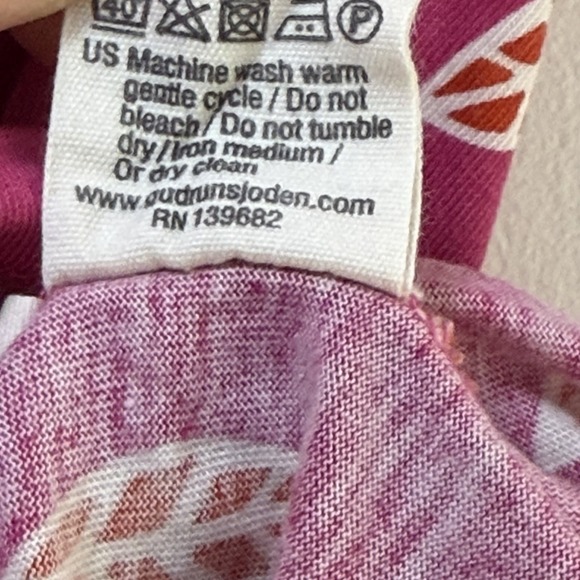 40 P
US Machine wash warm
gentle cycle / Do not
bleach / Do not tumble
dry / Iron medium /
Or dry clean
www.gudrunsjoden.com
RN 139682